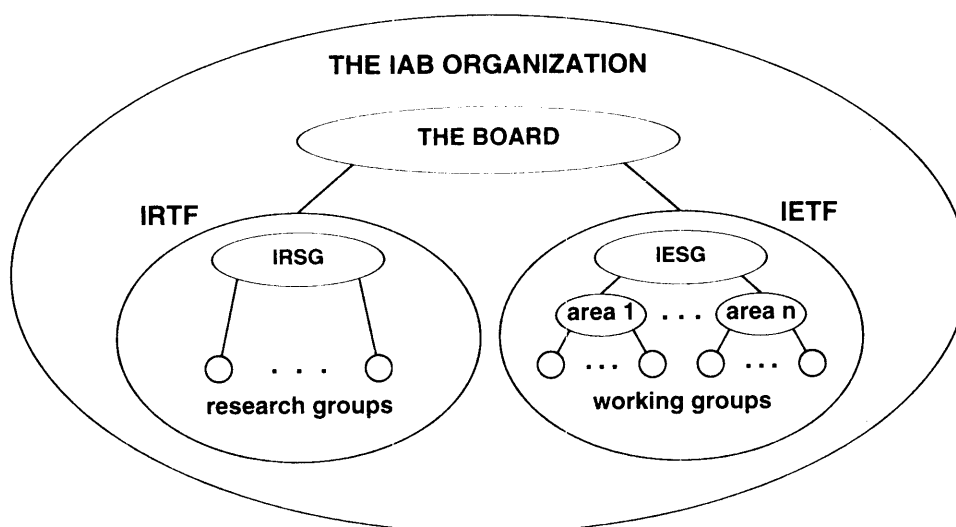 THE IAB ORGANIZATION
THE BOARD
IRTF
IETF
IRSG
IESG
area 1 . . . area n
. . .
... ...
research groups
working groups